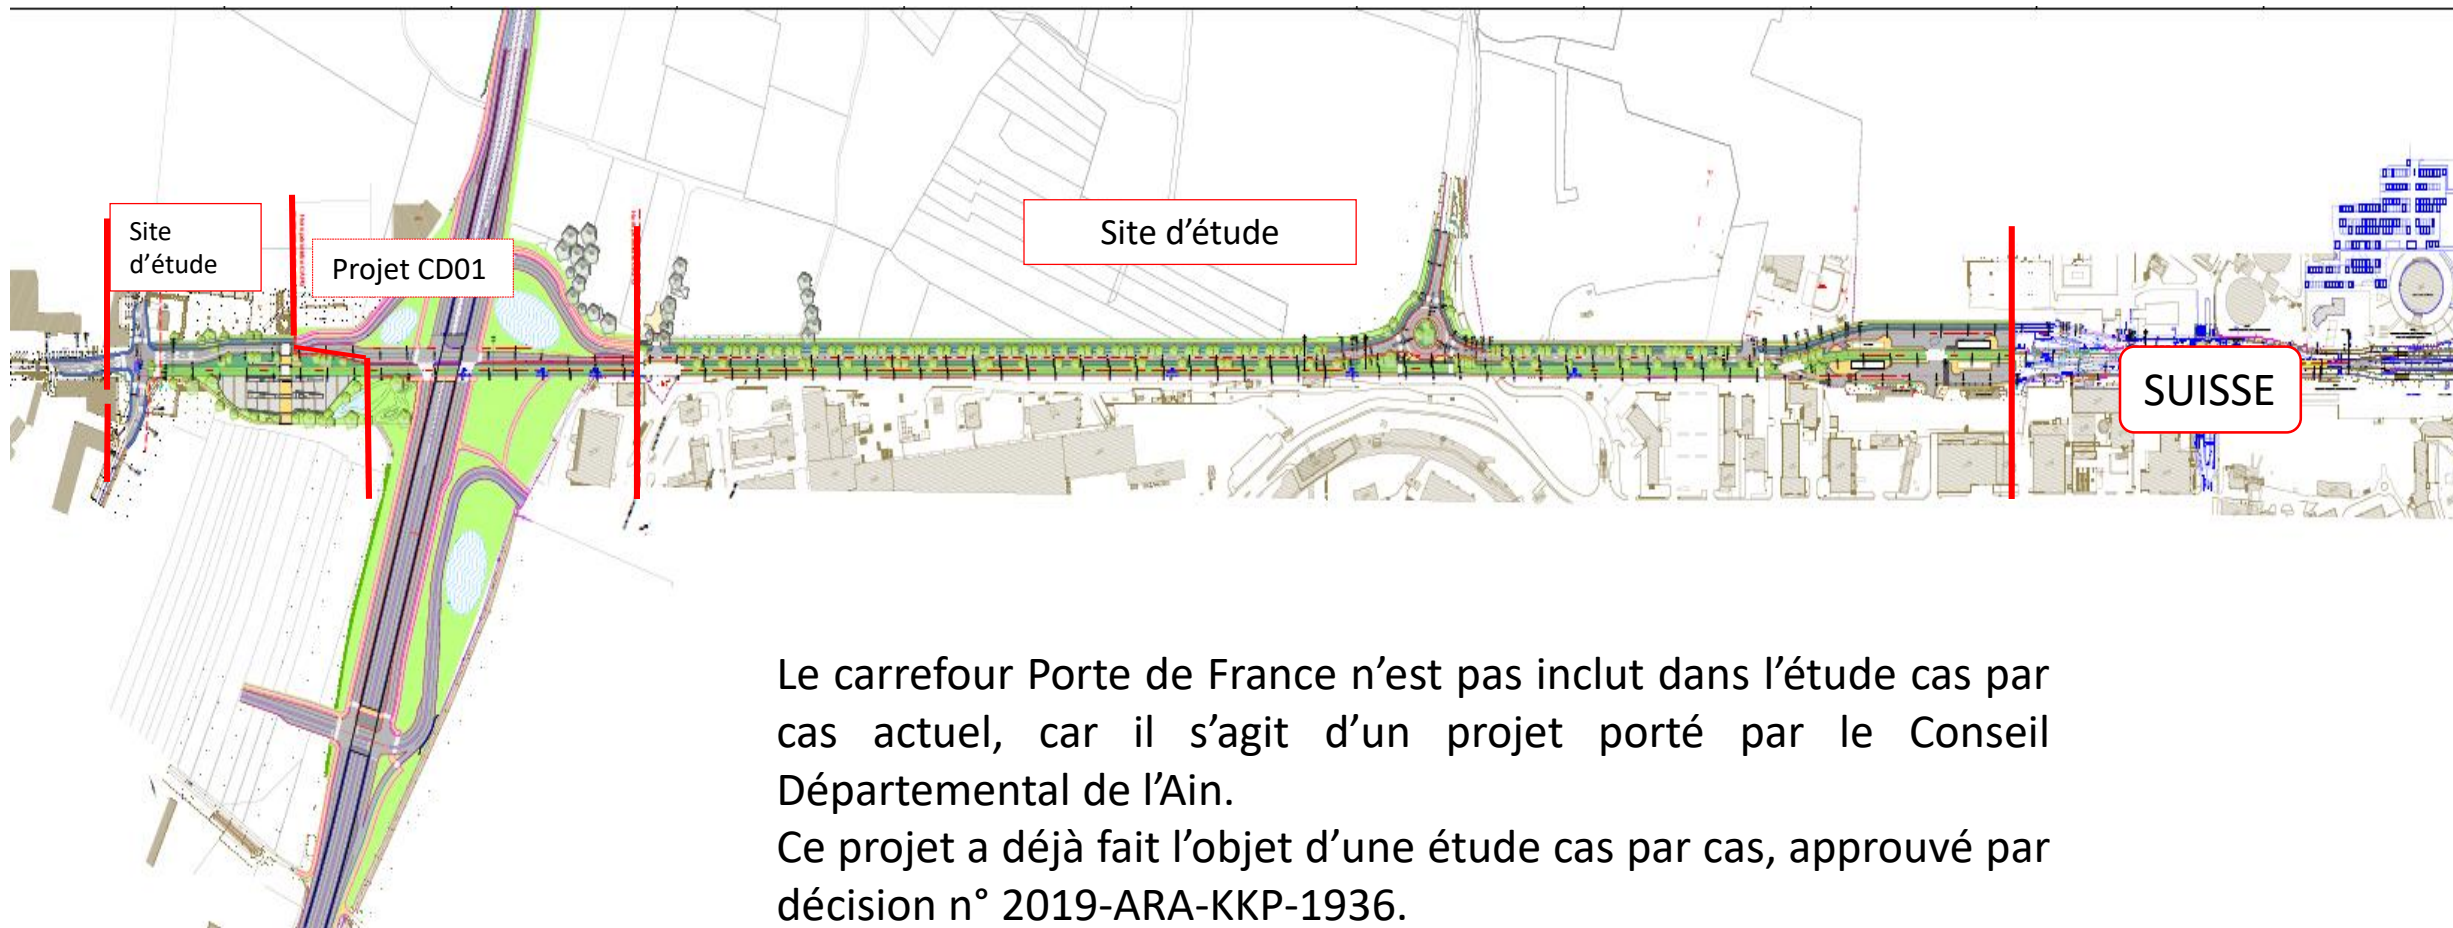 Site
d’étude
Projet CD01
Site d’étude
SUISSE
Le carrefour Porte de France n’est pas inclut dans l’étude cas par
cas actuel, car il s’agit d’un projet porté par le Conseil
Départemental de l’Ain.
Ce projet a déjà fait l’objet d’une étude cas par cas, approuvé par
décision n° 2019-ARA-KKP-1936.